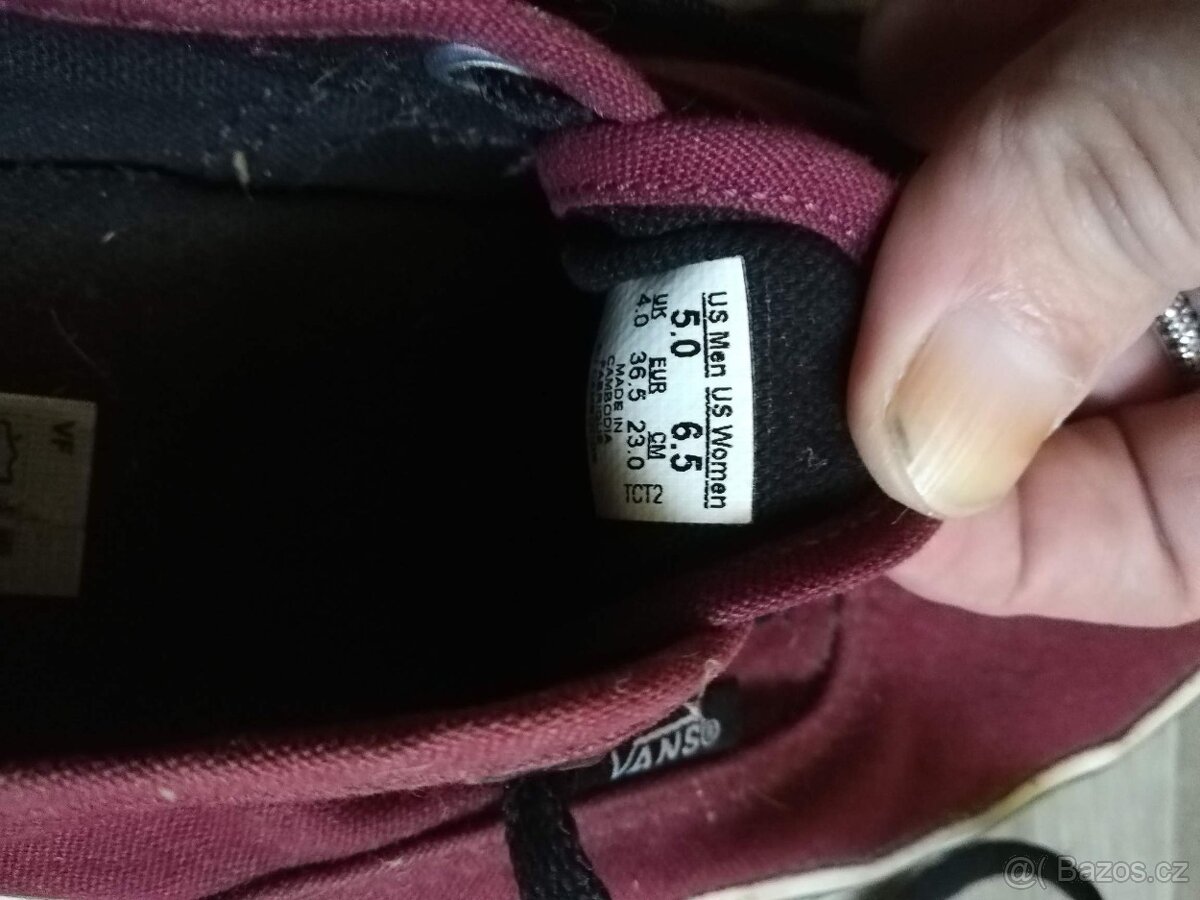 US Men US Women
5.0 6.5
UK EUR CM
4.0 36.5 23.0
MADE IN TCT2
CAMBODIA
VF
VANS®
@( Bazos.cz